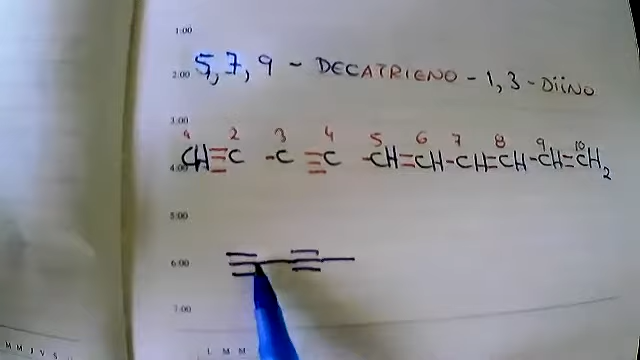 1:00
2:00 5, 7, 9 - DECATRIENO - 1, 3 - DiiNO
3:00
1 2 3 4 5 6 7 8 9 10
4:00 CH≡C -C ≡C -CH=CH-CH=CH-CH=CH₂
5:00
6:00
7:00
M M J V S
L M M